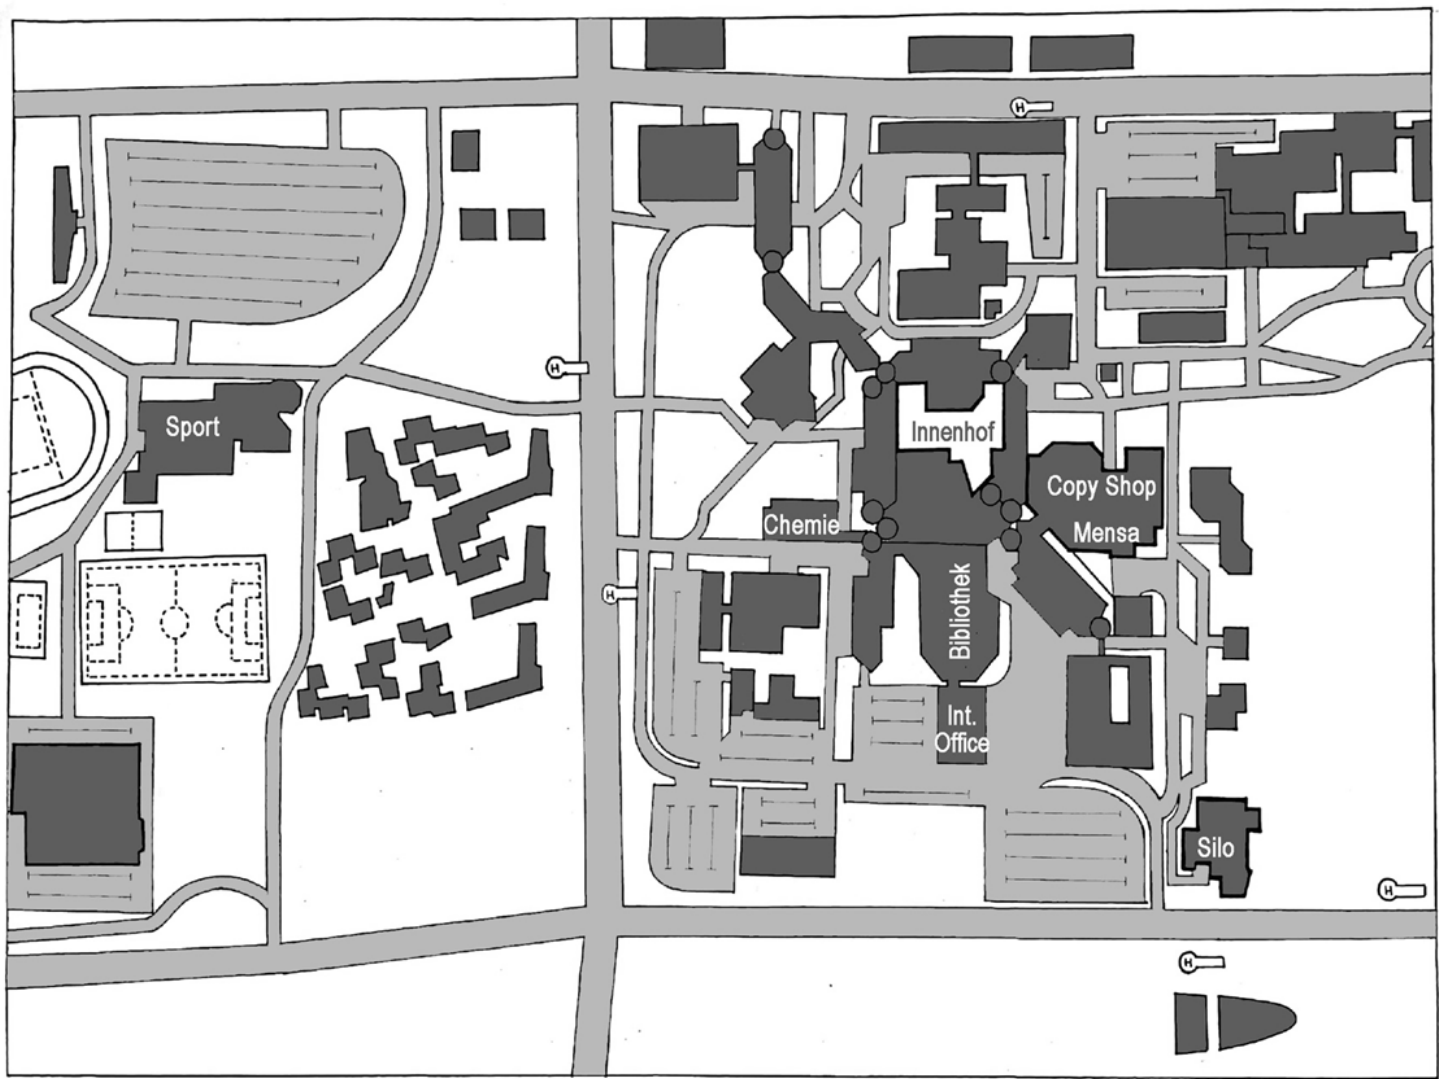 H
H
Sport
Innenhof
Copy Shop
Mensa
Chemie
Bibliothek
H
Int.
Office
Silo
H
H